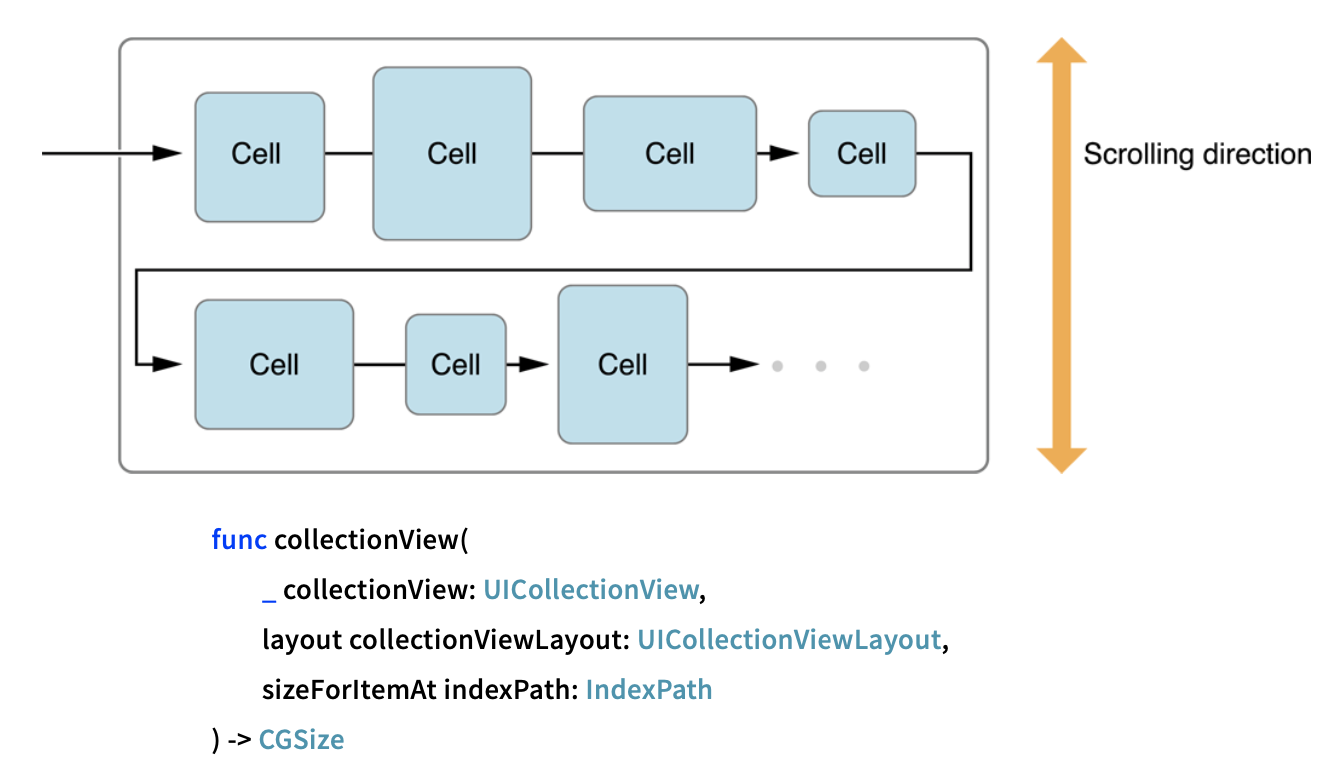 Cell Cell Cell Cell
Scrolling direction
Cell Cell Cell
func collectionView(
_ collectionView: UICollectionView,
layout collectionViewLayout: UICollectionViewLayout,
sizeForItemAt indexPath: IndexPath
) -> CGSize